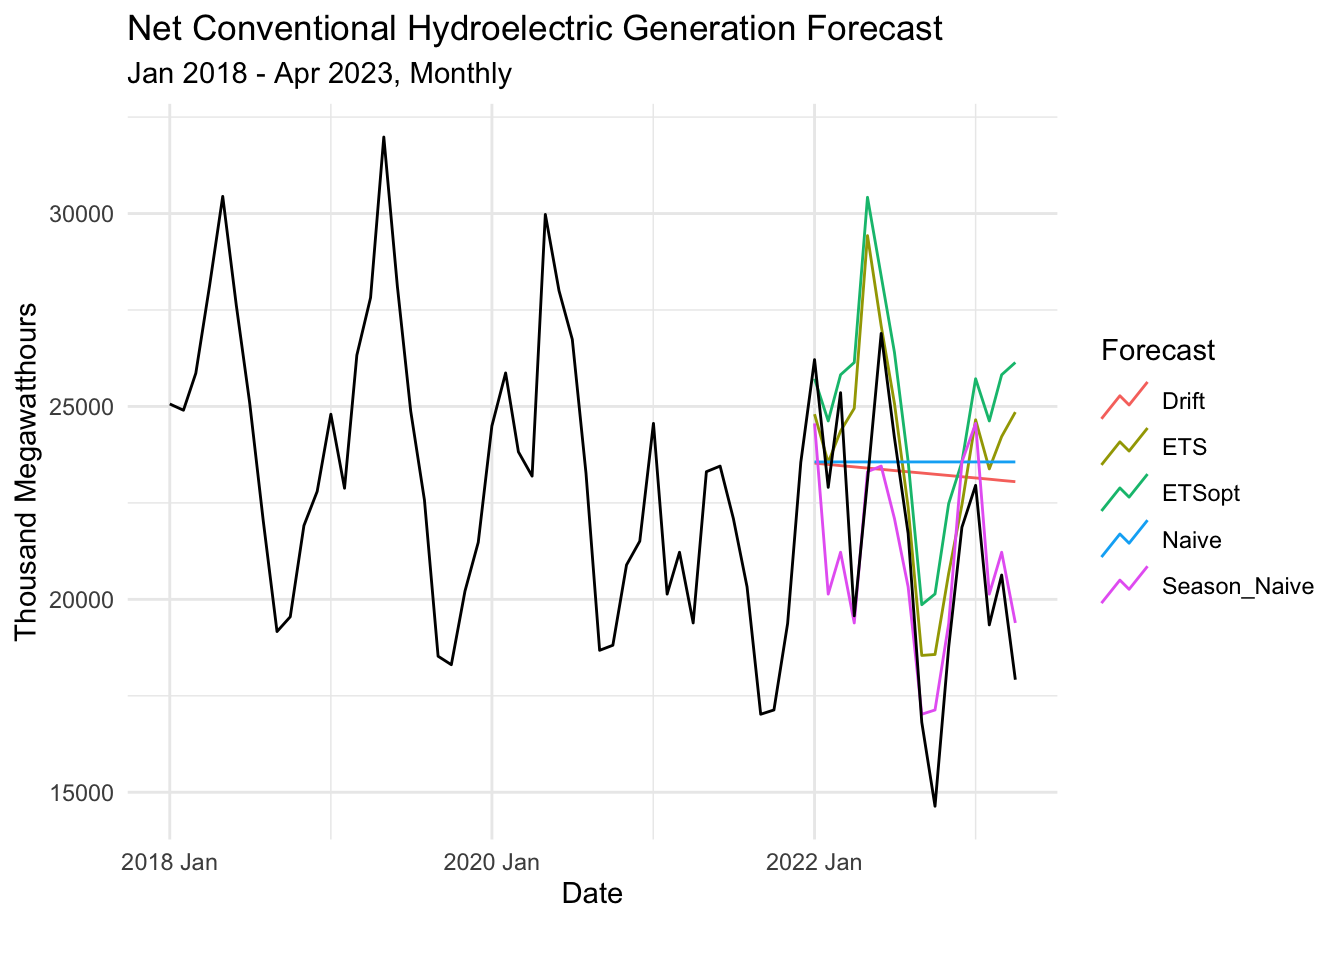 Net Conventional Hydroelectric Generation Forecast
Jan 2018 - Apr 2023, Monthly
Thousand Megawatthours
30000
25000
20000
15000
2018 Jan
2020 Jan
2022 Jan
Date
Forecast
Drift
ETS
ETSopt
Naive
Season_Naive